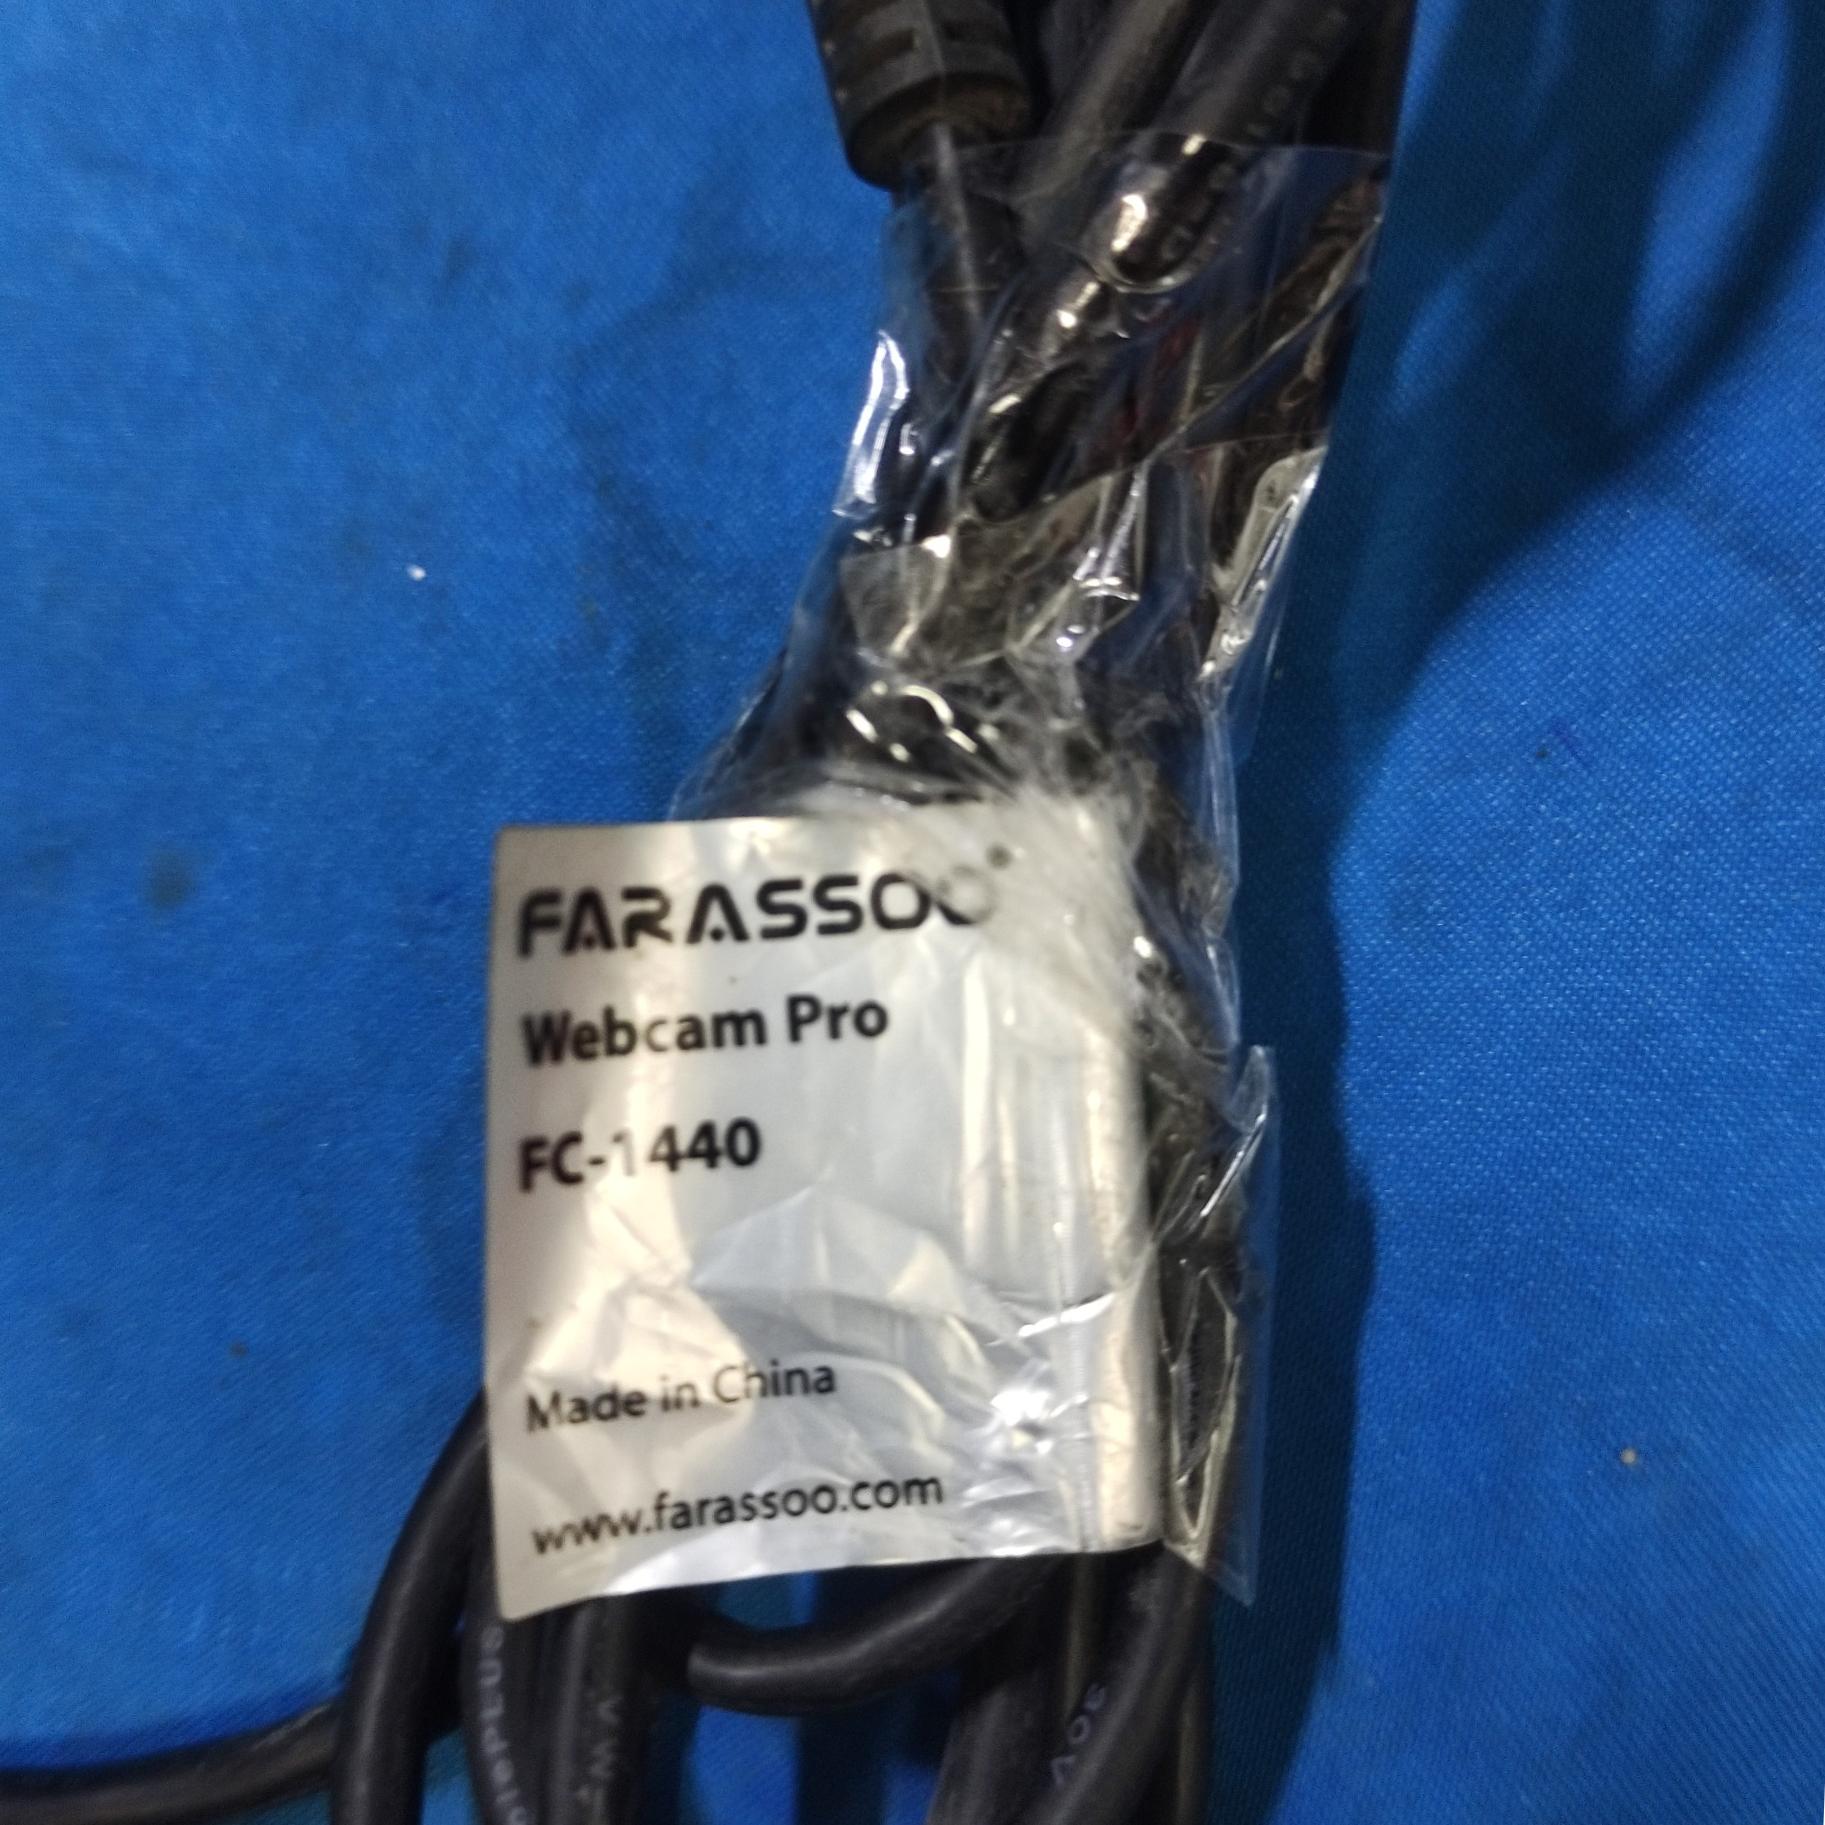 FARASSOO®
Webcam Pro
FC-1440
Made in China
www.farassoo.com